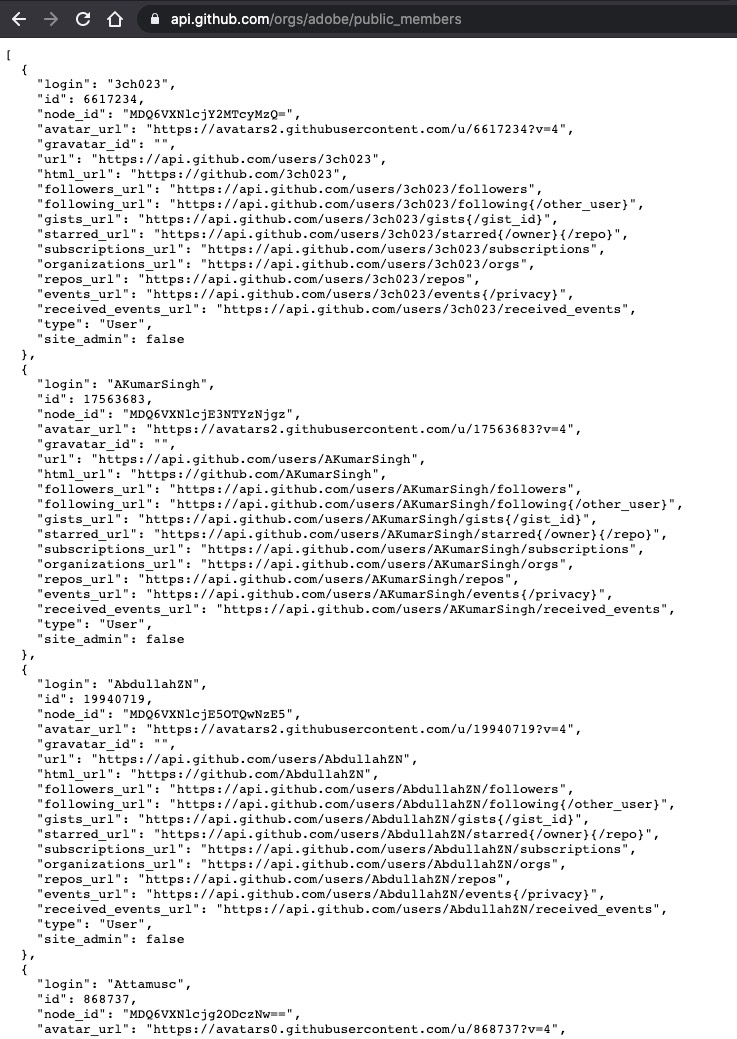 api.github.com/orgs/adobe/public_members
[
{
"login": "3ch023",
"id": 6617234,
"node_id": "MDQ6VXNlcjY2MTcyMzQ=",
"avatar_url": "https://avatars2.githubusercontent.com/u/6617234?v=4",
"gravatar_id": "",
"url": "https://api.github.com/users/3ch023",
"html_url": "https://github.com/3ch023",
"followers_url": "https://api.github.com/users/3ch023/followers",
"following_url": "https://api.github.com/users/3ch023/following{/other_user}",
"gists_url": "https://api.github.com/users/3ch023/gists{/gist_id}",
"starred_url": "https://api.github.com/users/3ch023/starred{/owner}{/repo}",
"subscriptions_url": "https://api.github.com/users/3ch023/subscriptions",
"organizations_url": "https://api.github.com/users/3ch023/orgs",
"repos_url": "https://api.github.com/users/3ch023/repos",
"events_url": "https://api.github.com/users/3ch023/events{/privacy}",
"received_events_url": "https://api.github.com/users/3ch023/received_events",
"type": "User",
"site_admin": false
},
{
"login": "AKumarSingh",
"id": 17563683,
"node_id": "MDQ6VXNlcjE3NTYzNjgz",
"avatar_url": "https://avatars2.githubusercontent.com/u/17563683?v=4",
"gravatar_id": "",
"url": "https://api.github.com/users/AKumarSingh",
"html_url": "https://github.com/AKumarSingh",
"followers_url": "https://api.github.com/users/AKumarSingh/followers",
"following_url": "https://api.github.com/users/AKumarSingh/following{/other_user}",
"gists_url": "https://api.github.com/users/AKumarSingh/gists{/gist_id}",
"starred_url": "https://api.github.com/users/AKumarSingh/starred{/owner}{/repo}",
"subscriptions_url": "https://api.github.com/users/AKumarSingh/subscriptions",
"organizations_url": "https://api.github.com/users/AKumarSingh/orgs",
"repos_url": "https://api.github.com/users/AKumarSingh/repos",
"events_url": "https://api.github.com/users/AKumarSingh/events{/privacy}",
"received_events_url": "https://api.github.com/users/AKumarSingh/received_events",
"type": "User",
"site_admin": false
},
{
"login": "AbdullahZN",
"id": 19940719,
"node_id": "MDQ6VXNlcjE5OTQwNzE5",
"avatar_url": "https://avatars2.githubusercontent.com/u/19940719?v=4",
"gravatar_id": "",
"url": "https://api.github.com/users/AbdullahZN",
"html_url": "https://github.com/AbdullahZN",
"followers_url": "https://api.github.com/users/AbdullahZN/followers",
"following_url": "https://api.github.com/users/AbdullahZN/following{/other_user}",
"gists_url": "https://api.github.com/users/AbdullahZN/gists{/gist_id}",
"starred_url": "https://api.github.com/users/AbdullahZN/starred{/owner}{/repo}",
"subscriptions_url": "https://api.github.com/users/AbdullahZN/subscriptions",
"organizations_url": "https://api.github.com/users/AbdullahZN/orgs",
"repos_url": "https://api.github.com/users/AbdullahZN/repos",
"events_url": "https://api.github.com/users/AbdullahZN/events{/privacy}",
"received_events_url": "https://api.github.com/users/AbdullahZN/received_events",
"type": "User",
"site_admin": false
},
{
"login": "Attamusc",
"id": 868737,
"node_id": "MDQ6VXNlcjg2ODczNw==",
"avatar_url": "https://avatars0.githubusercontent.com/u/868737?v=4",